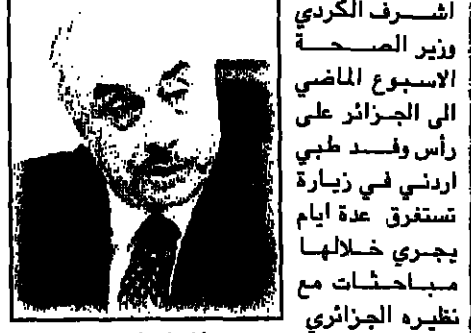 اشرف الكردي
وزير الصحة
الاسبوع الماضي
الى الجزائر على
رأس وفد طبي
اردني في زيارة
تستغرق عدة ايام
يجري خلالها
مباحثات مع
نظيره الجزائري